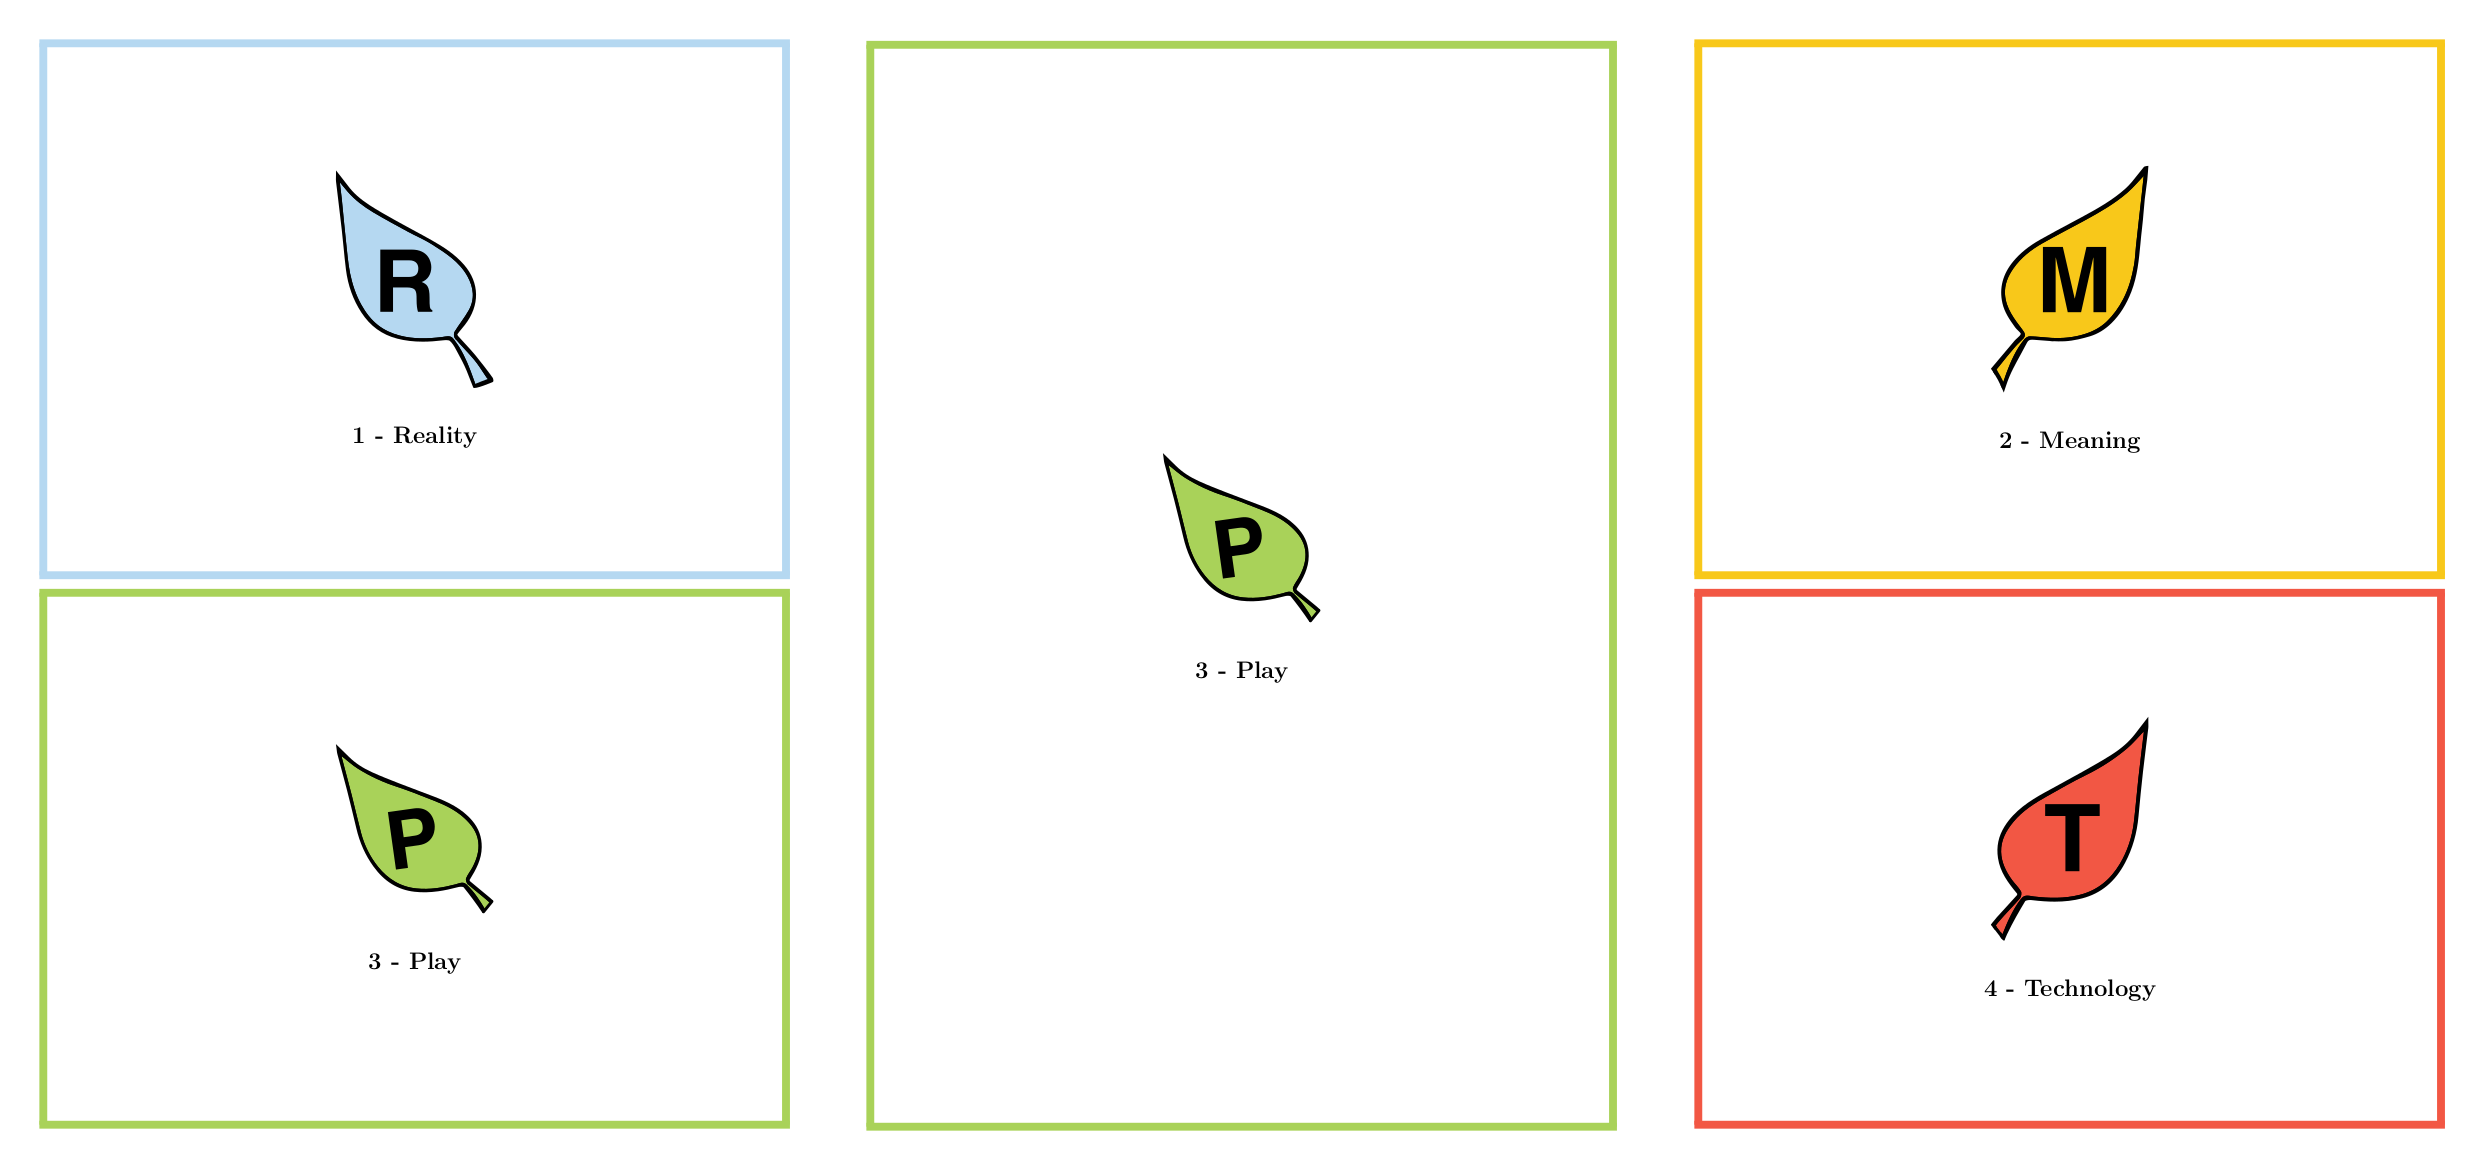 R
1 - Reality
P
3 - Play
P
3 - Play
M
2 - Meaning
T
4 - Technology